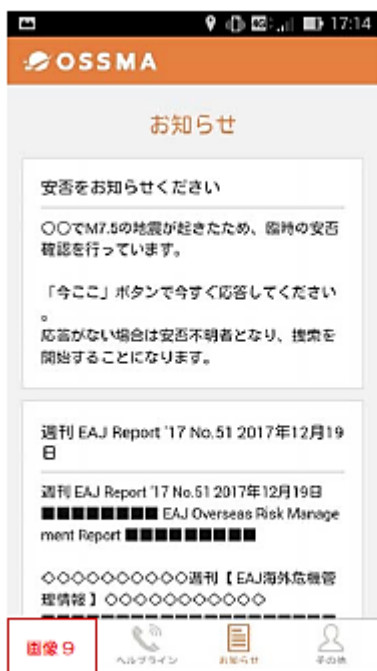 17:14
OSSMA
お知らせ
安否をお知らせください
〇〇でM7.5の地震が起きたため、臨時の安否
確認を行っています。
「今ここ」ボタンで今すぐ応答してください
。
応答がない場合は安否不明者となり、捜索を
開始することになります。
週刊 EAJ Report '17 No.51 2017年12月19
日
週刊 EAJ Report '17 No.51 2017年12月19日
■■■■■■■■ EAJ Overseas Risk Manage
ment Report ■■■■■■■■■
◇◇◇◇◇◇◇◇◇◇週刊【 EAJ海外危機管
理情報 】◇◇◇◇◇◇◇◇◇◇◇
画像９
ヘルプライン
お知らせ
その他